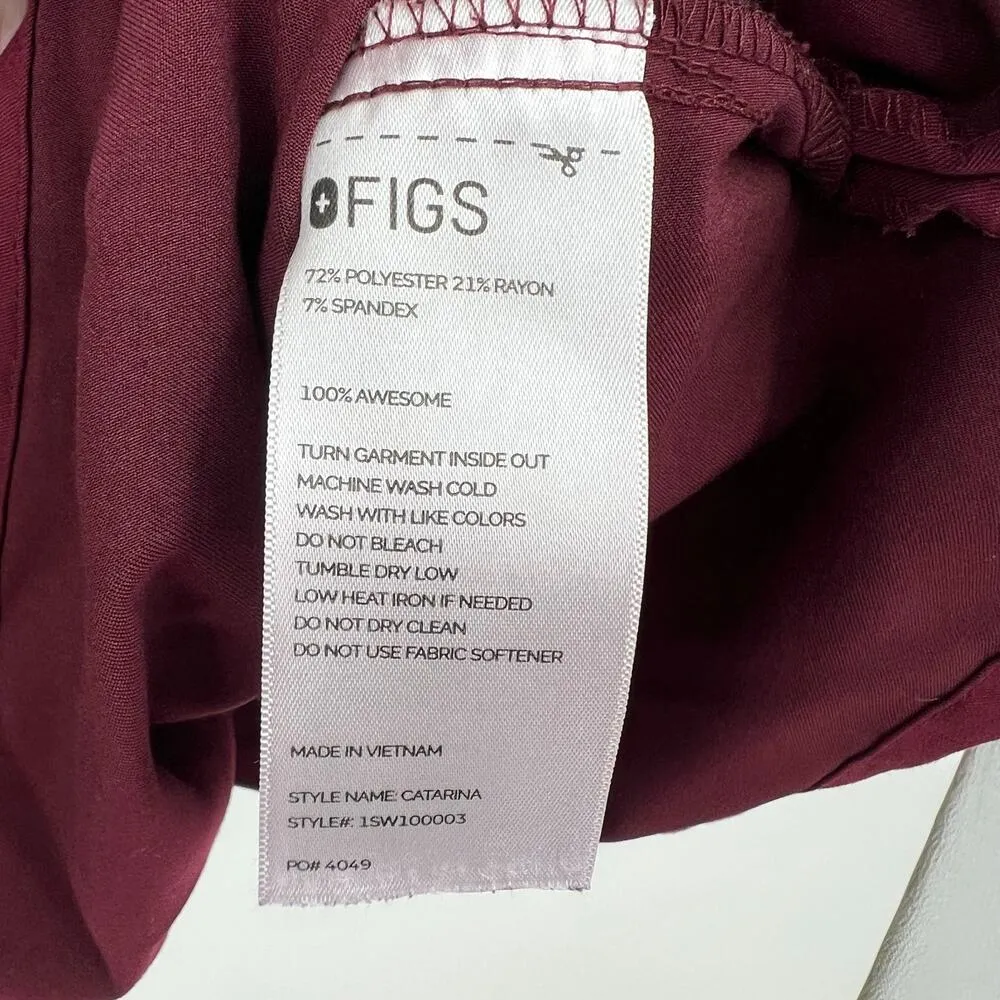 FIGS
72% POLYESTER 21% RAYON
7% SPANDEX
100% AWESOME
TURN GARMENT INSIDE OUT
MACHINE WASH COLD
WASH WITH LIKE COLORS
DO NOT BLEACH
TUMBLE DRY LOW
LOW HEAT IRON IF NEEDED
DO NOT DRY CLEAN
DO NOT USE FABRIC SOFTENER
MADE IN VIETNAM
STYLE NAME: CATARINA
STYLE#: 1SW100003
PO# 4049